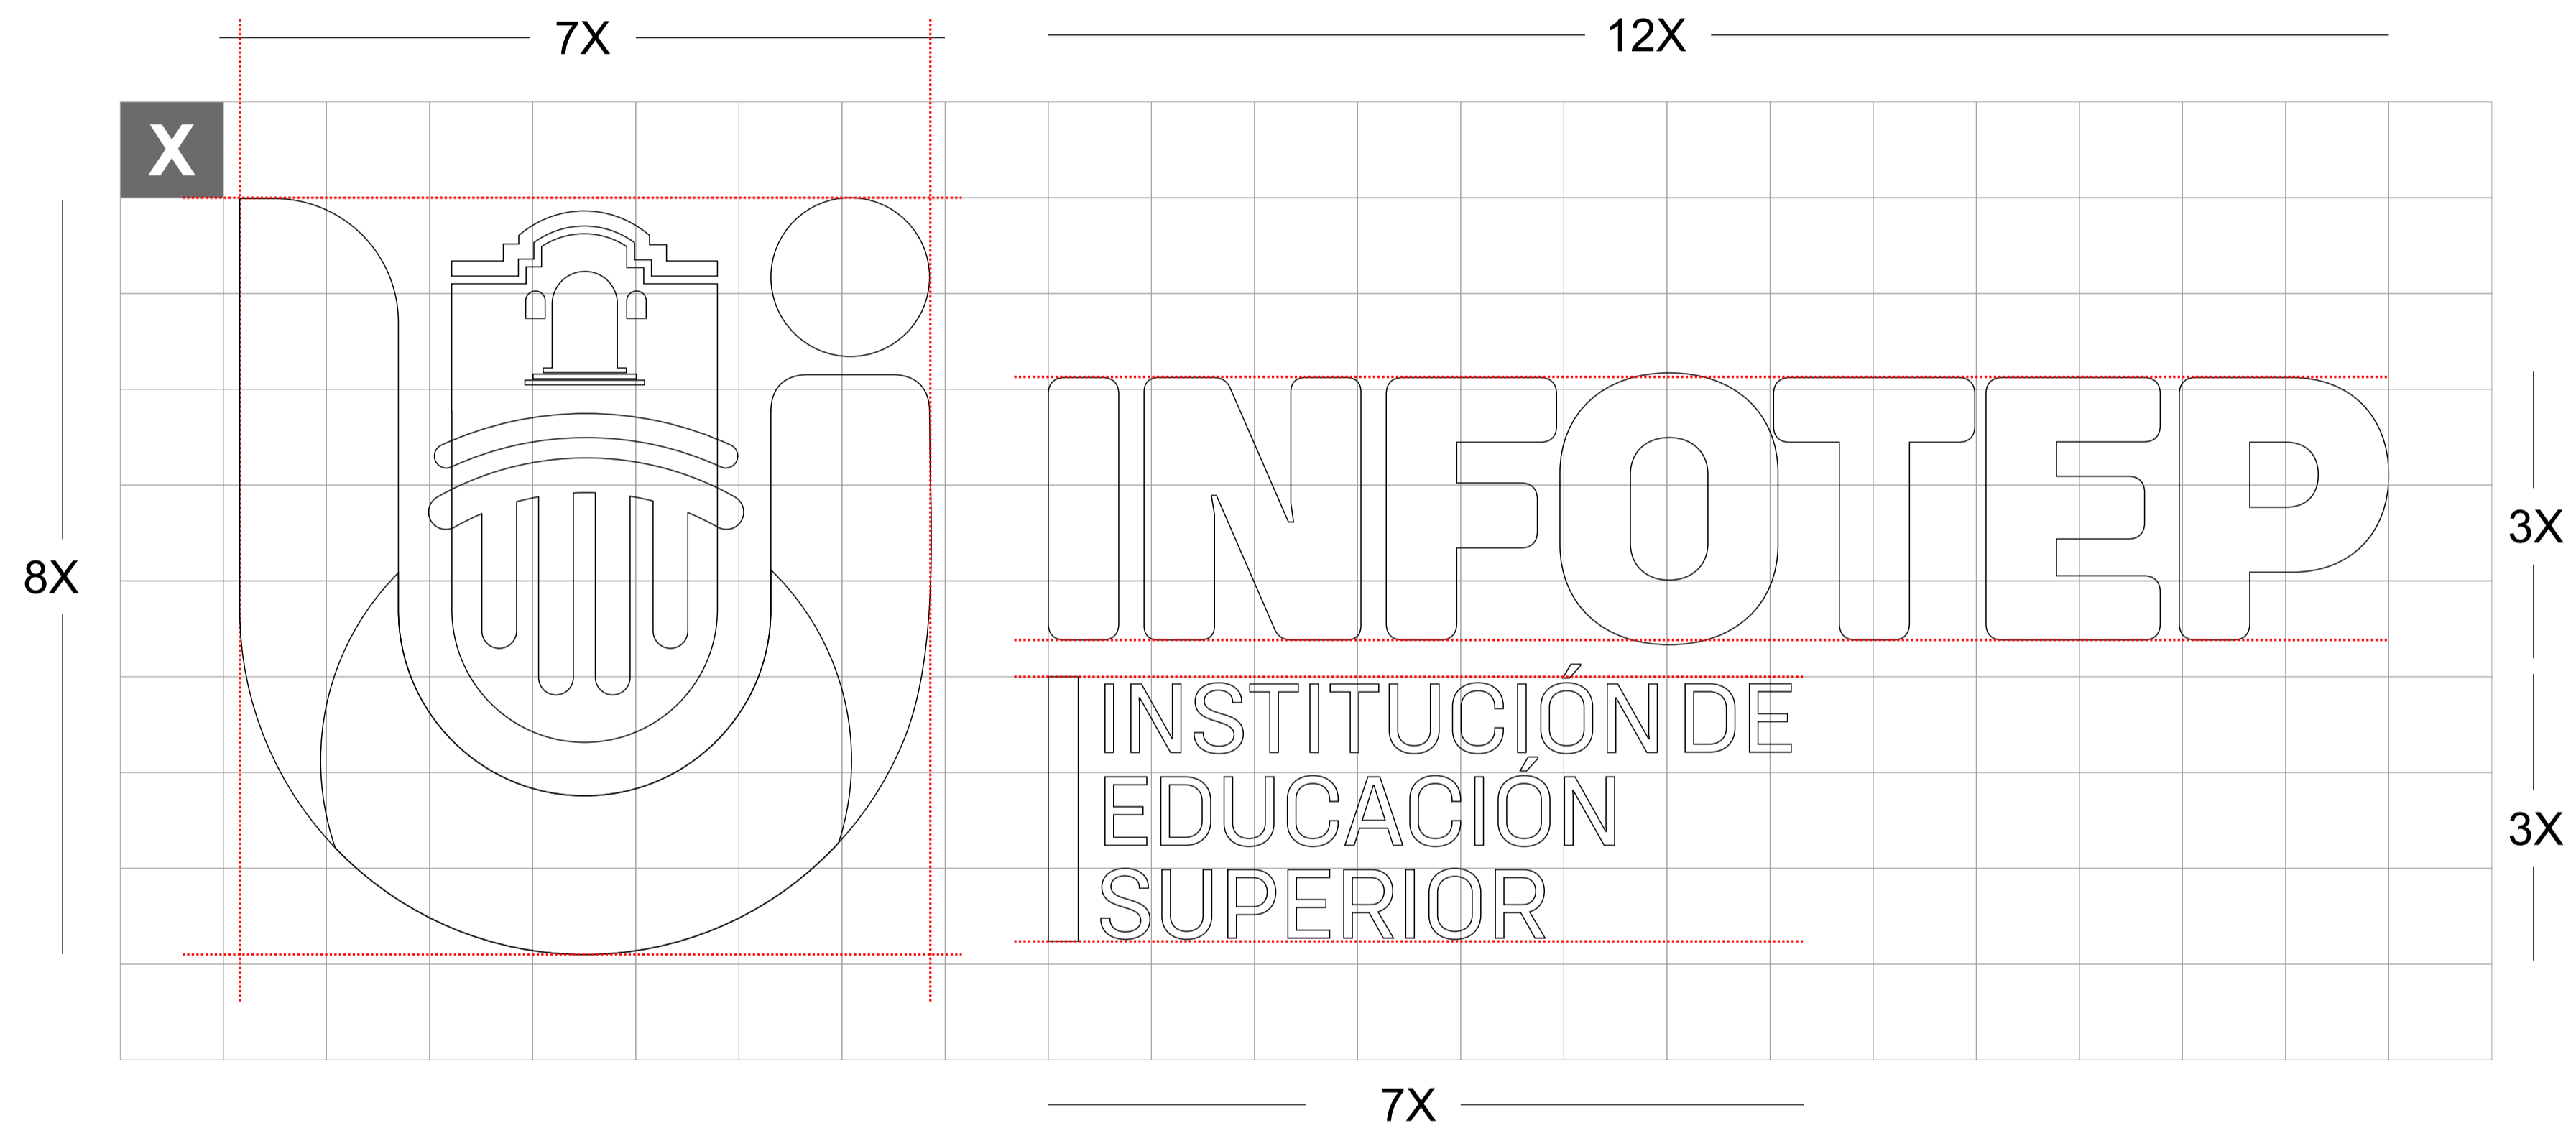 7X
12X
X
8X
INFOTEP
3X
INSTITUCIÓN DE
EDUCACIÓN
SUPERIOR
3X
7X